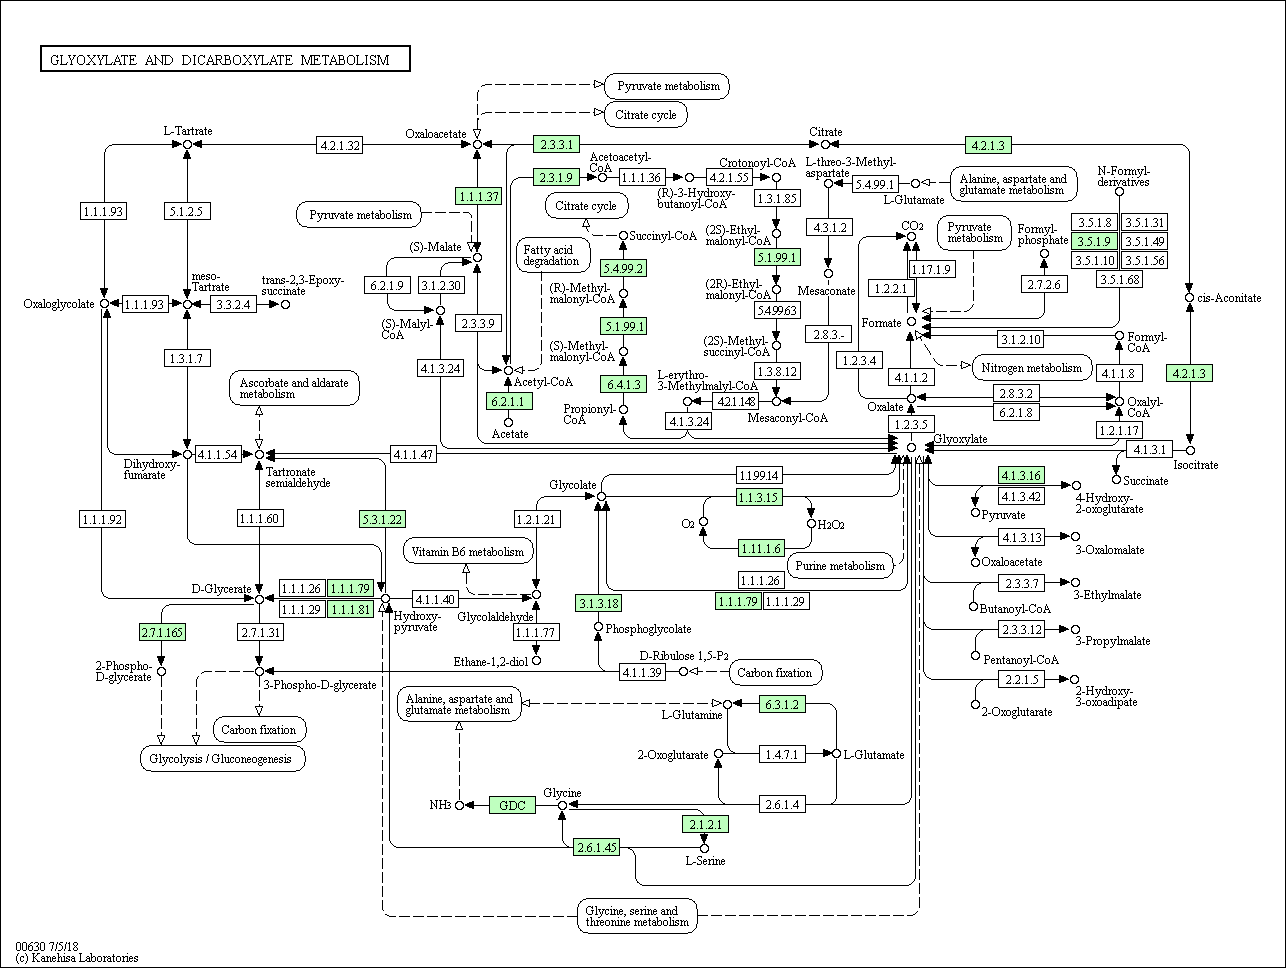 GLYOXYLATE AND DICARBOXYLATE METABOLISM
Pyruvate metabolism
Citrate cycle
L-Tartrate
4.2.1.32
Oxaloacetate
2.3.3.1
Citrate
4.2.1.3
Acetoacetyl-
CoA
2.3.1.9
1.1.1.36
Crotonoyl-CoA
4.2.1.55
(R)-3-Hydroxy-
butanoyl-CoA
L-threo-3-Methyl-
aspartate
5.4.99.1
L-Glutamate
Alanine, aspartate and
glutamate metabolism
N-Formyl-
derivatives
1.1.1.93
5.1.2.5
Pyruvate metabolism
1.1.1.37
Citrate cycle
1.3.1.85
4.3.1.2
CO2
Pyruvate
metabolism
Formyl-
phosphate
3.5.1.8
3.5.1.31
3.5.1.9
3.5.1.49
3.5.1.10
3.5.1.56
3.5.1.68
(S)-Malate
Fatty acid
degradation
Succinyl-CoA
(2S)-Ethyl-
malonyl-CoA
5.4.99.2
5.1.99.1
1.17.1.9
1.2.2.1
2.7.2.6
meso-
Tartrate
trans-2,3-Epoxy-
succinate
6.2.1.9
3.1.2.30
(R)-Methyl-
malonyl-CoA
(2R)-Ethyl-
malonyl-CoA
Mesaconate
cis-Aconitate
Oxaloglycolate
1.1.1.93
3.3.2.4
(S)-Malyl-
CoA
2.3.3.9
5.1.99.1
5.4.99.63
2.8.3.-
Formate
3.1.2.10
Formyl-
CoA
1.3.1.7
4.1.3.24
(S)-Methyl-
malonyl-CoA
(2S)-Methyl-
succinyl-CoA
1.2.3.4
Nitrogen metabolism
Acetyl-CoA
6.4.1.3
1.3.8.12
4.1.1.2
4.1.1.8
4.2.1.3
Ascorbate and aldarate
metabolism
6.2.1.1
L-erythro-
3-Methylmalyl-CoA
4.2.1.148
Mesaconyl-CoA
Oxalate
2.8.3.2
6.2.1.8
Oxalyl-
CoA
Acetate
Propionyl-
CoA
4.1.3.24
1.2.3.5
1.2.1.17
Glyoxylate
4.1.3.1
Isocitrate
Dihydroxy-
fumarate
4.1.1.54
Tartronate
semialdehyde
4.1.1.47
Succinate
Glycolate
1.1.99.14
1.1.3.15
4.1.3.16
4.1.3.42
4-Hydroxy-
2-oxoglutarate
Pyruvate
1.1.1.92
1.1.1.60
5.3.1.22
1.2.1.21
O2
H2O2
4.1.3.13
3-Oxalomalate
Vitamin B6 metabolism
1.11.1.6
Purine metabolism
Oxaloacetate
D-Glycerate
1.1.1.26
1.1.1.79
1.1.1.29
1.1.1.81
Hydroxy-
pyruvate
4.1.1.40
Glycolaldehyde
1.1.1.26
1.1.1.79
1.1.1.29
2.3.3.7
3-Ethylmalate
3.1.3.18
Butanoyl-CoA
2.7.1.165
2.7.1.31
1.1.1.77
Phosphoglycolate
2.3.3.12
3-Propylmalate
2-Phospho-
D-glycerate
Ethane-1,2-diol
D-Ribulose 1,5-P2
4.1.1.39
Carbon fixation
Pentanoyl-CoA
2.2.1.5
2-Hydroxy-
3-oxoadipate
3-Phospho-D-glycerate
2-Oxoglutarate
Alanine, aspartate and
glutamate metabolism
6.3.1.2
L-Glutamine
Carbon fixation
Glycolysis / Gluconeogenesis
2-Oxoglutarate
1.4.7.1
L-Glutamate
NH3
GDC
Glycine
2.6.1.4
2.1.2.1
2.6.1.45
L-Serine
Glycine, serine and
threonine metabolism
00630 7/5/18
(c) Kanehisa Laboratories